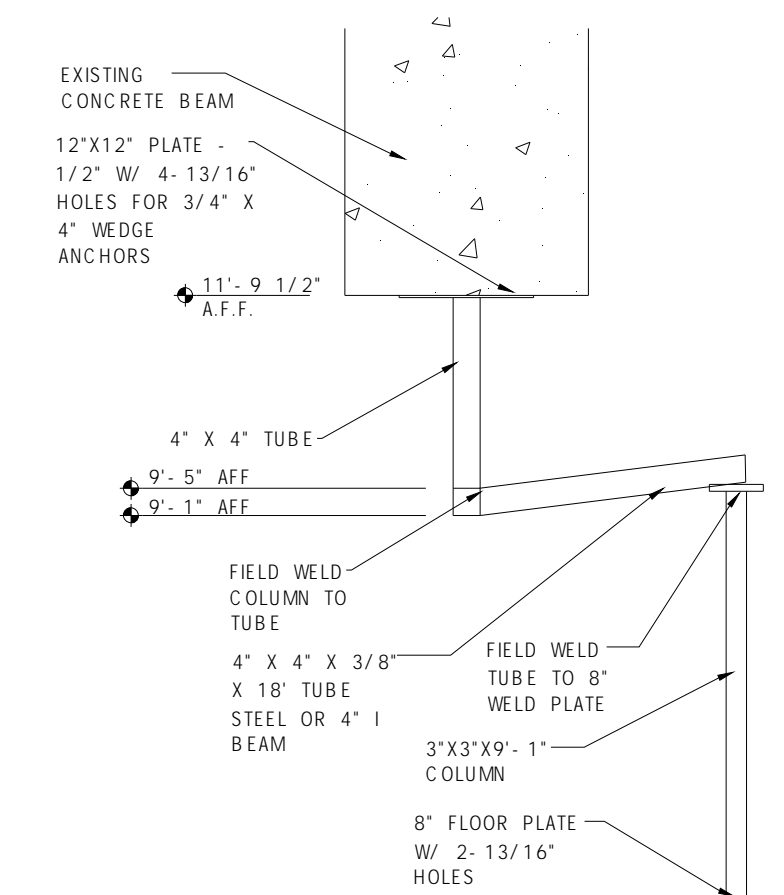 EXISTING
CONCRETE BEAM
12"X12" PLATE -
1/2" W/ 4-13/16"
HOLES FOR 3/4" X
4" WEDGE
ANCHORS
11'-9 1/2"
A.F.F.
4" X 4" TUBE
9'-5" AFF
9'-1" AFF
FIELD WELD
COLUMN TO
TUBE
4" X 4" X 3/8"
X 18' TUBE
STEEL OR 4" I
BEAM
FIELD WELD
TUBE TO 8"
WELD PLATE
3"X3"X9'-1"
COLUMN
8" FLOOR PLATE
W/ 2-13/16"
HOLES